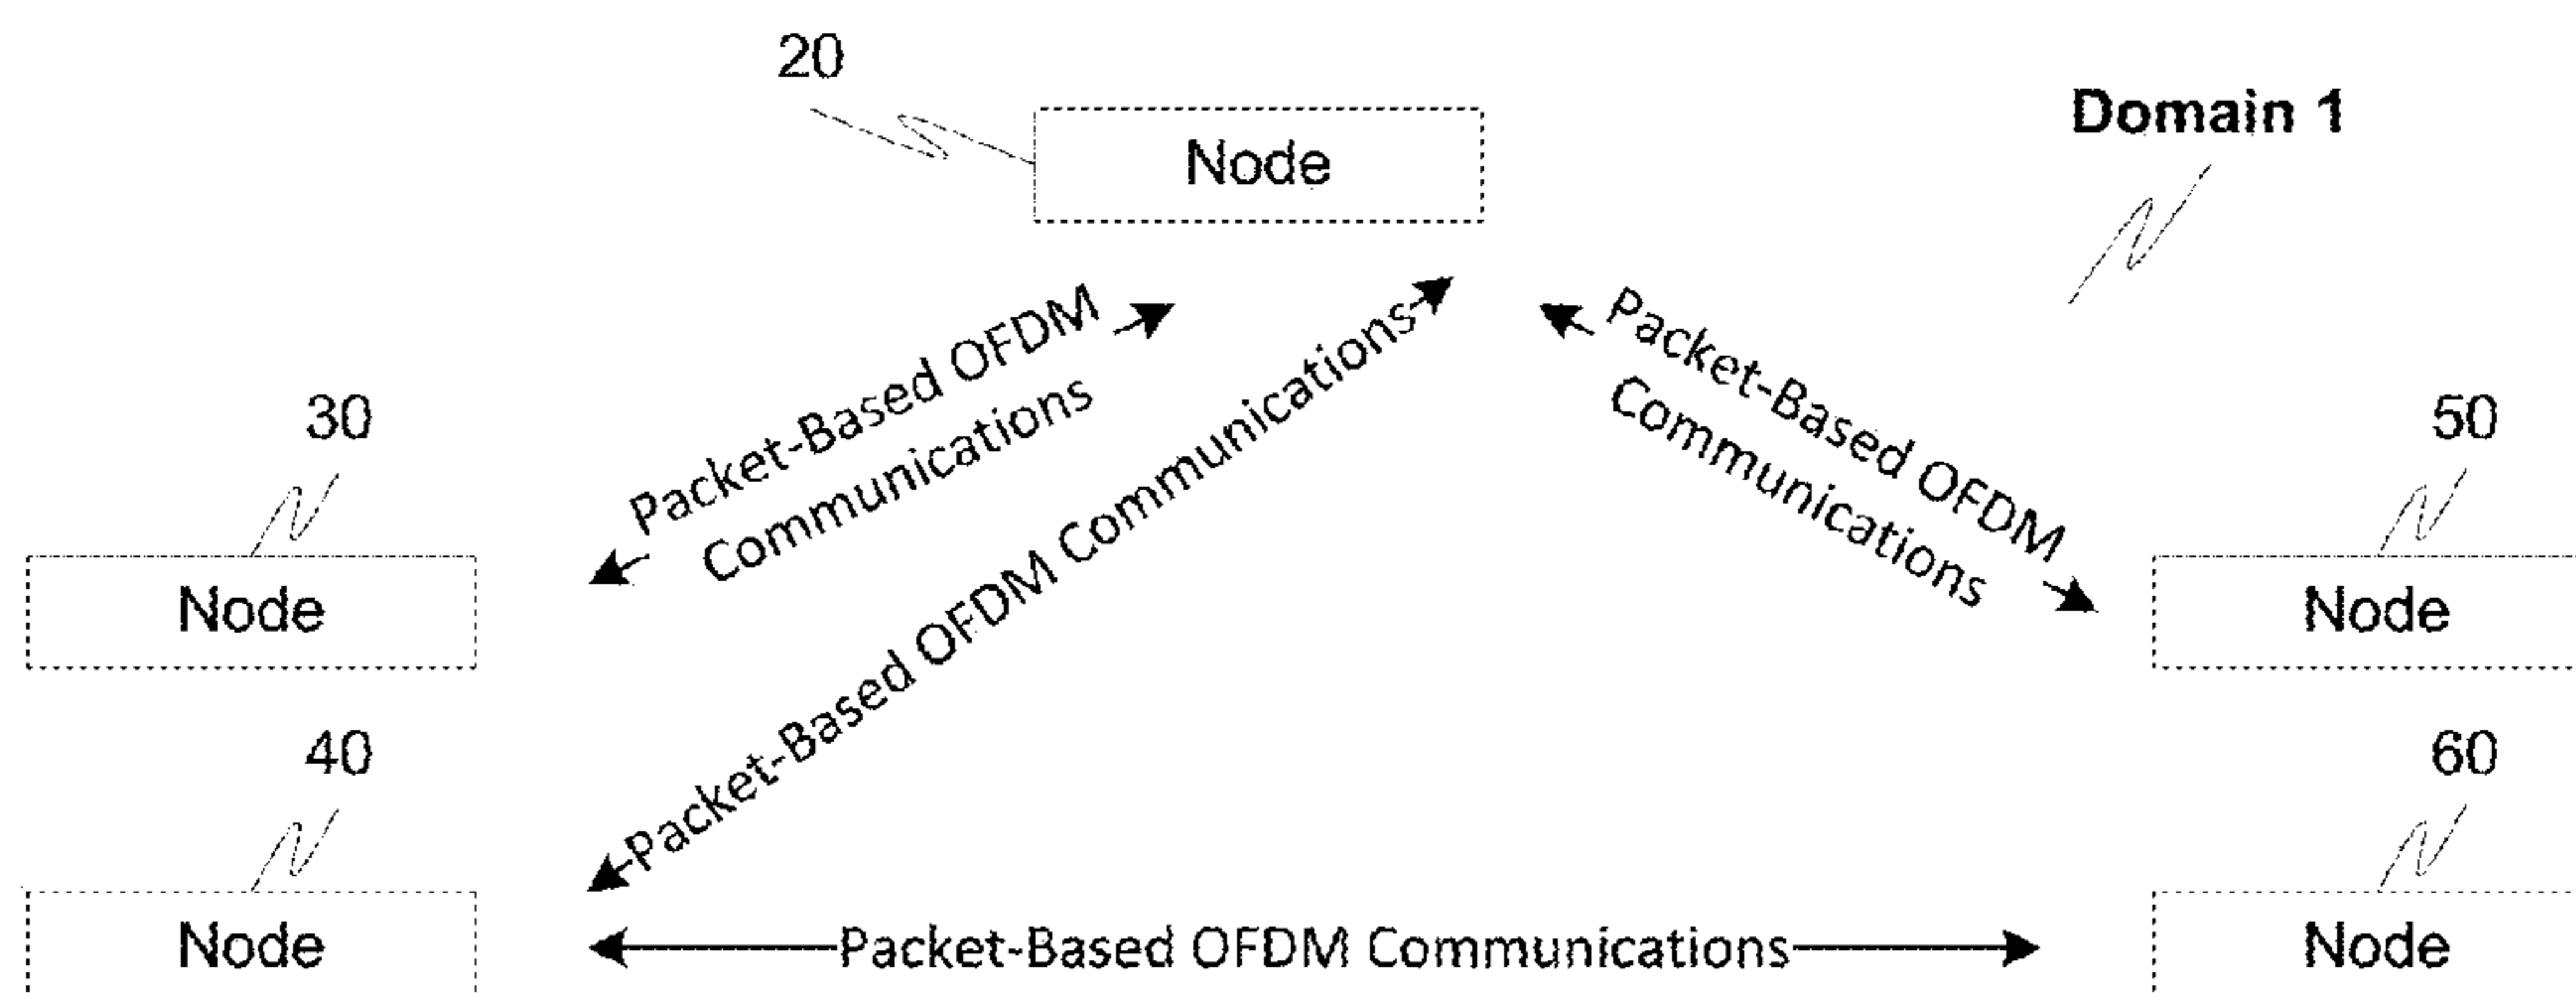 20
Domain 1
Node
Packet-Based OFDM
Communications
Packet-Based OFDM Communications
Packet-Based OFDM
Communications
30
Node
50
Node
40
Node
60
Node
Packet-Based OFDM Communications